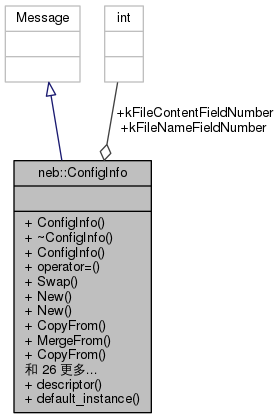 Message
int
+kFileContentFieldNumber
+kFileNameFieldNumber
neb::ConfigInfo
+ ConfigInfo()
+ ~ConfigInfo()
+ ConfigInfo()
+ operator=()
+ Swap()
+ New()
+ New()
+ CopyFrom()
+ MergeFrom()
+ CopyFrom()
和 26 更多...
+ descriptor()
+ default_instance()